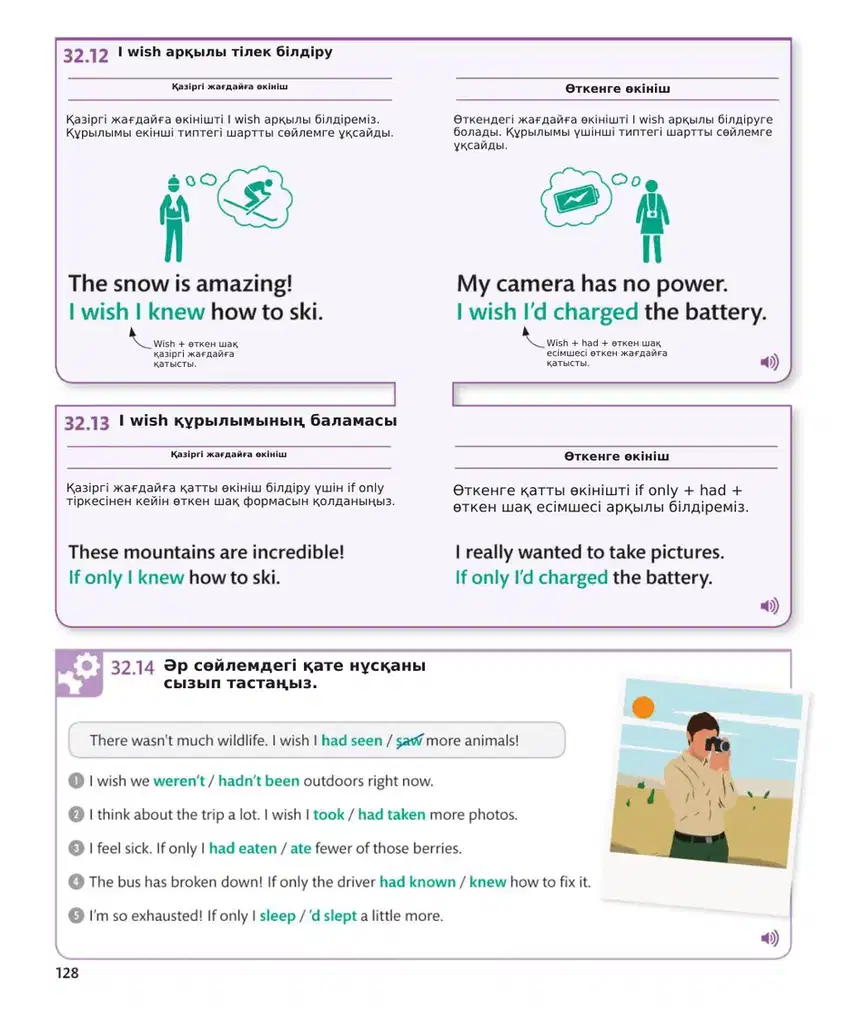 32.12 I wish арқылы тілек білдіру
Қазіргі жағдайға өкініш
Қазіргі жағдайға өкінішті I wish арқылы білдіреміз.
Құрылымы екінші типтегі шартты сөйлемге ұқсайды.
The snow is amazing!
I wish I knew how to ski.
Wish + өткен шақ
қазіргі жағдайға
қатысты.
Өткенге өкініш
Өткендегі жағдайға өкінішті I wish арқылы білдіруге
болады. Құрылымы үшінші типтегі шартты сөйлемге
ұқсайды.
My camera has no power.
I wish I'd charged the battery.
Wish + had + өткен шақ
есімшесі өткен жағдайға
қатысты.
32.13 I wish құрылымының баламасы
Қазіргі жағдайға өкініш
Қазіргі жағдайға қатты өкініш білдіру үшін if only
тіркесінен кейін өткен шақ формасын қолданыңыз.
These mountains are incredible!
If only I knew how to ski.
Өткенге өкініш
Өткенге қатты өкінішті if only + had +
өткен шақ есімшесі арқылы білдіреміз.
I really wanted to take pictures.
If only I'd charged the battery.
32.14 Әр сөйлемдегі қате нұсқаны
сызып тастаңыз.
There wasn't much wildlife. I wish I had seen / saw more animals!
1 I wish we weren't / hadn't been outdoors right now.
2 I think about the trip a lot. I wish I took / had taken more photos.
3 I feel sick. If only I had eaten / ate fewer of those berries.
4 The bus has broken down! If only the driver had known / knew how to fix it.
5 I'm so exhausted! If only I sleep / 'd slept a little more.
128